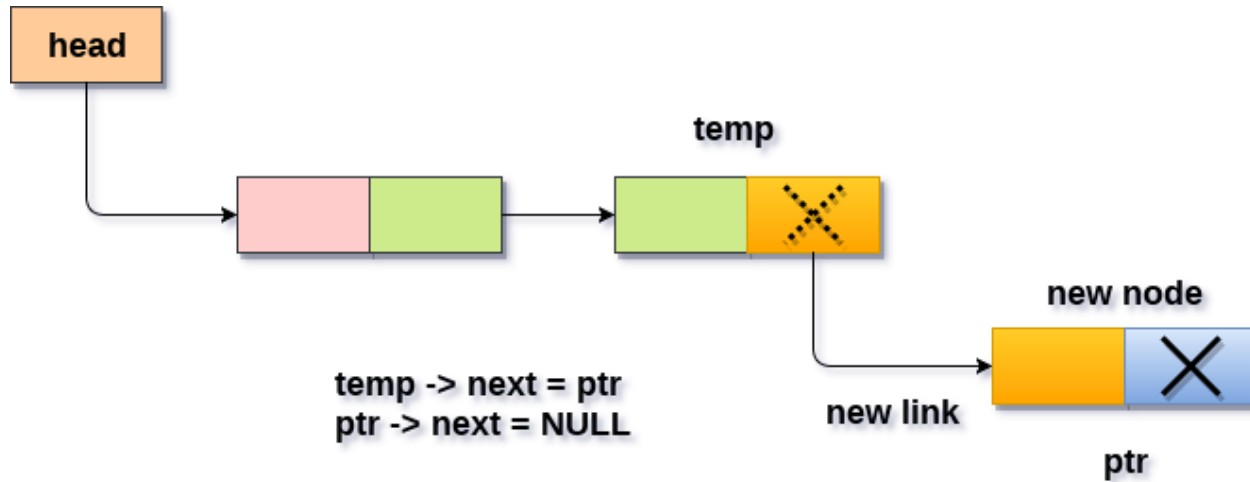 head
temp
new node
temp -> next = ptr
ptr -> next = NULL
new link
ptr